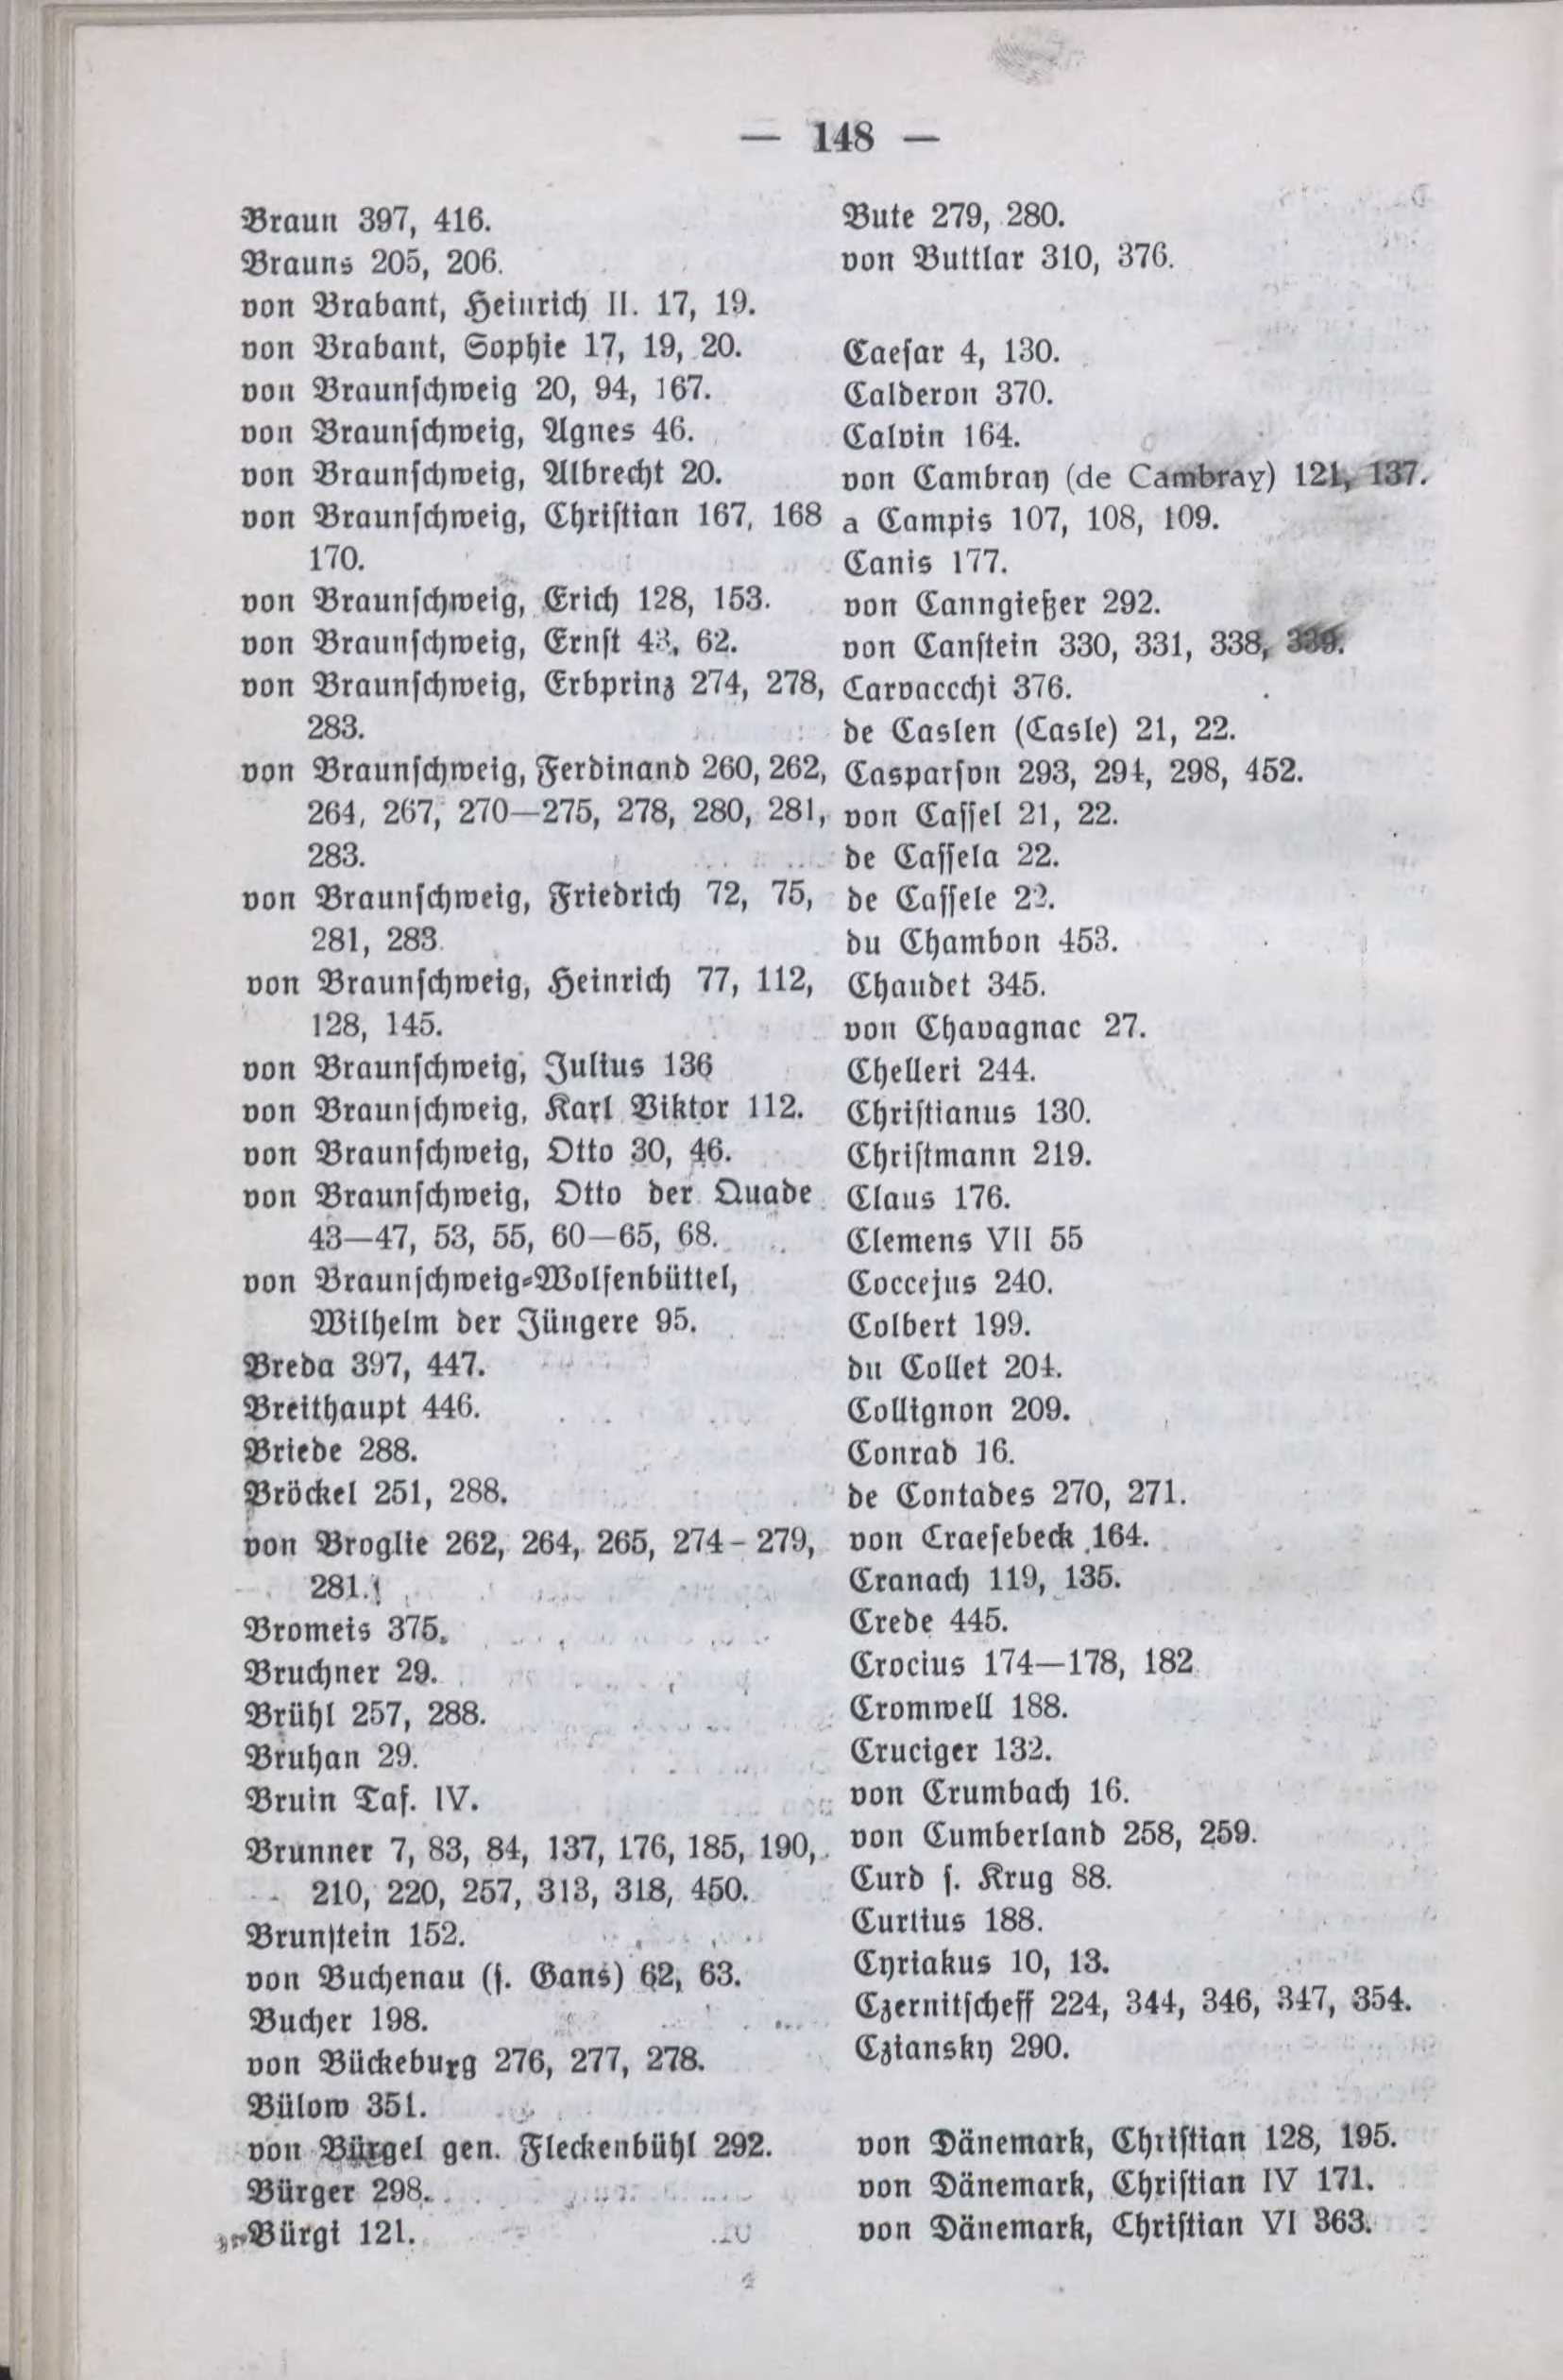 — 148 —
Braun 397, 416.
Brauns 205, 206.
von Brabant, Heinrich II. 17, 19.
von Brabant, Sophie 17, 19, 20.
von Braunſchweig 20, 94, 167.
von Braunſchweig, Agnes 46.
von Braunſchweig, Albrecht 20.
von Braunſchweig, Chriſtian 167, 168
170.
von Braunſchweig, Erich 128, 153.
von Braunſchweig, Ernſt 43, 62.
von Braunſchweig, Erbprinz 274, 278,
283.
von Braunſchweig, Ferdinand 260, 262,
264, 267, 270—275, 278, 280, 281,
283.
von Braunſchweig, Friedrich 72, 75,
281, 283.
von Braunſchweig, Heinrich 77, 112,
128, 145.
von Braunſchweig, Julius 136
von Braunſchweig, Karl Viktor 112.
von Braunſchweig, Otto 30, 46.
von Braunſchweig, Otto der Quade
43—47, 53, 55, 60—65, 68.
von Braunſchweig-Wolfenbüttel,
Wilhelm der Jüngere 95.
Breda 397, 447.
Breithaupt 446.
Briede 288.
Bröckel 251, 288.
von Broglie 262, 264, 265, 274–279,
281.
Bromeis 375.
Bruchner 29.
Brühl 257, 288.
Bruhan 29.
Bruin Taf. IV.
Brunner 7, 83, 84, 137, 176, 185, 190,
210, 220, 257, 313, 318, 450.
Brunſtein 152.
von Buchenau (ſ. Gans) 62, 63.
Bucher 198.
von Bückeburg 276, 277, 278.
Bülow 351.
von Bürgel gen. Fleckenbühl 292.
Bürger 298.
Bürgi 121.
Bute 279, 280.
von Buttlar 310, 376.
Caeſar 4, 130.
Calderon 370.
Calvin 164.
von Cambray (de Cambray) 121, 137.
a Campis 107, 108, 109.
Canis 177.
von Canngießer 292.
von Canſtein 330, 331, 338, 339.
Carvaccchi 376.
de Caslen (Casle) 21, 22.
Casparſon 293, 294, 298, 452.
von Caſſel 21, 22.
de Caſſela 22.
de Caſſele 22.
du Chambon 453.
Chaudet 345.
von Chavagnac 27.
Chelleri 244.
Chriſtianus 130.
Chriſtmann 219.
Claus 176.
Clemens VII 55
Coccejus 240.
Colbert 199.
du Collet 204.
Collignon 209.
Conrad 16.
de Contades 270, 271.
von Craeſebeck 164.
Cranach 119, 135.
Crede 445.
Crocius 174—178, 182
Cromwell 188.
Cruciger 132.
von Crumbach 16.
von Cumberland 258, 259.
Curd ſ. Krug 88.
Curtius 188.
Cyriakus 10, 13.
Czernitſcheff 224, 344, 346, 347, 354.
Cziansky 290.
von Dänemark, Chriſtian 128, 195.
von Dänemark, Chriſtian IV 171.
von Dänemark, Chriſtian VI 363.